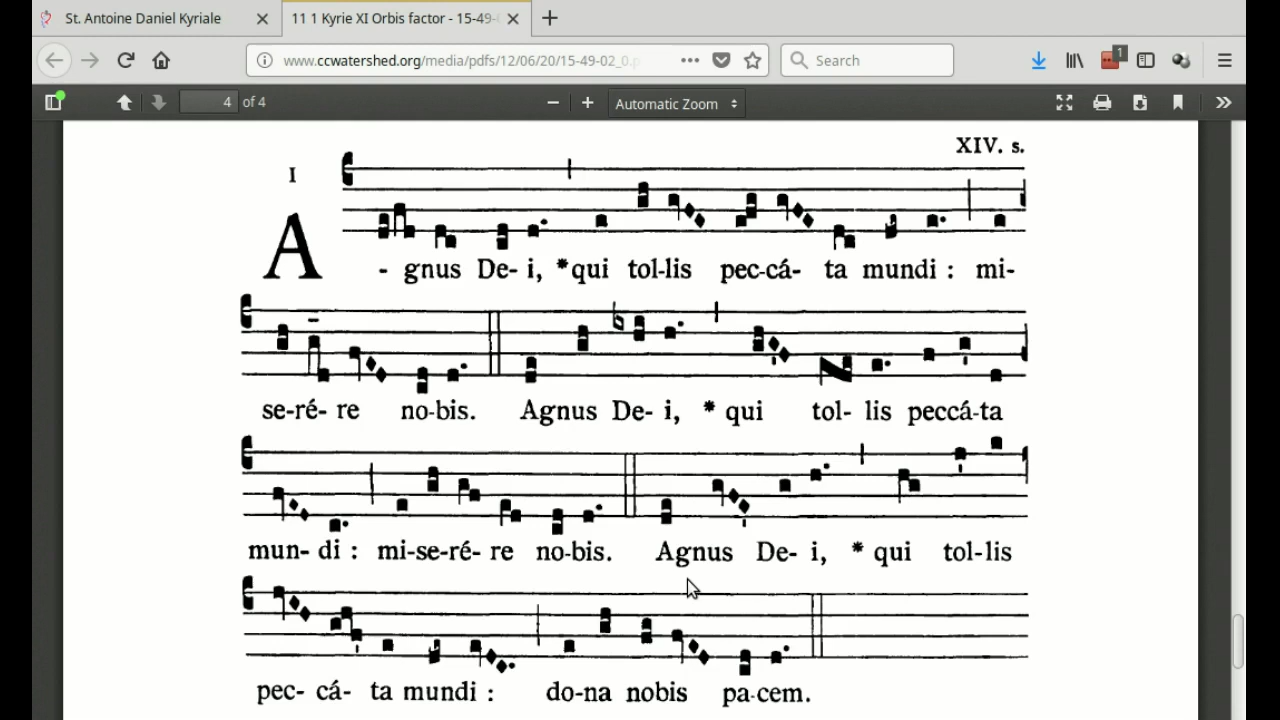 St. Antoine Daniel Kyriale
11 1 Kyrie XI Orbis factor - 15-49-
www.ccwatershed.org/media/pdfs/12/06/20/15-49-02_0.p
Search
1
4 of 4
Automatic Zoom
XIV. s.
I
A - gnus De- i, *qui tol-lis pec-cá- ta mundi : mi-
se-ré- re no-bis. Agnus De- i, * qui tol- lis peccá-ta
mun- di : mi-se-ré- re no-bis. Agnus De- i, * qui tol-lis
pec- cá- ta mundi : do-na nobis pa-cem.